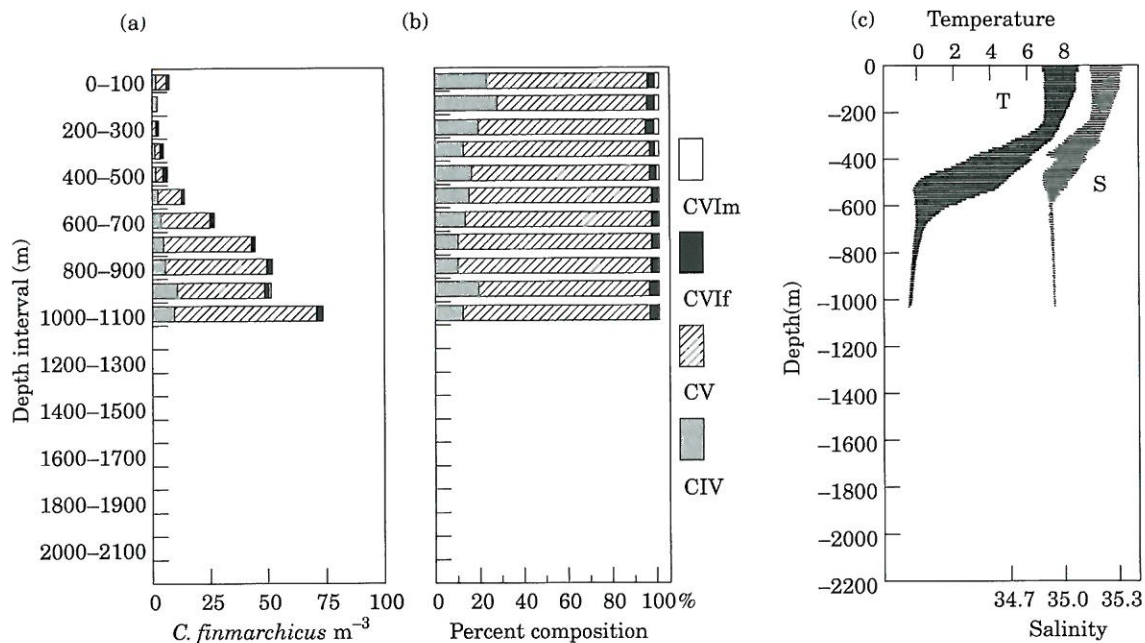 (a)
Depth interval (m)
0–100
200–300
400–500
600–700
800–900
1000–1100
1200–1300
1400–1500
1600–1700
1800–1900
2000–2100
0 25 50 75 100
C. finmarchicus m⁻³
(b)
0 20 40 60 80 100%
Percent composition
CVIm
CVIf
CV
CIV
(c)
Temperature
0 2 4 6 8
Depth(m)
0
–200
–400
–600
–800
–1000
–1200
–1400
–1600
–1800
–2000
–2200
T
S
34.7 35.0 35.3
Salinity